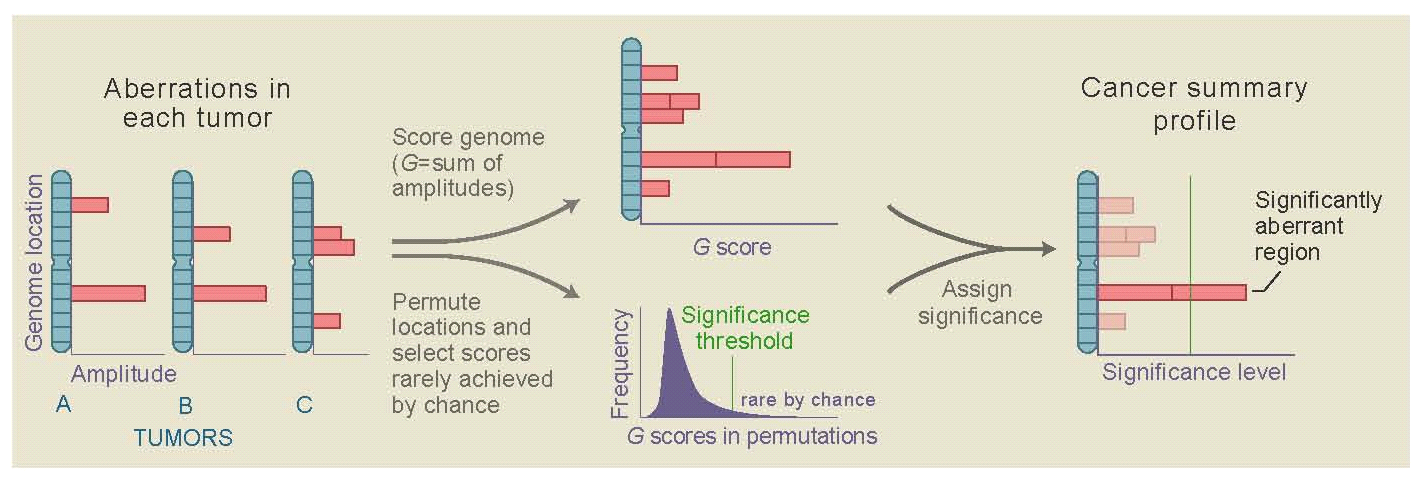 Aberrations in
each tumor
Genome location
Amplitude
A
B
C
TUMORS
Score genome
(G=sum of
amplitudes)
Permute
locations and
select scores
rarely achieved
by chance
G score
Frequency
Significance
threshold
rare by chance
G scores in permutations
Assign
significance
Cancer summary
profile
Significantly
aberrant
region
Significance level